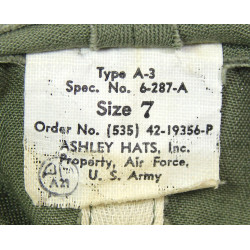 Type A-3
Spec. No. 6-287-A
Size 7
Order No. (535) 42-19356-P
ASHLEY HATS, Inc.
Property, Air Force,
U. S. Army